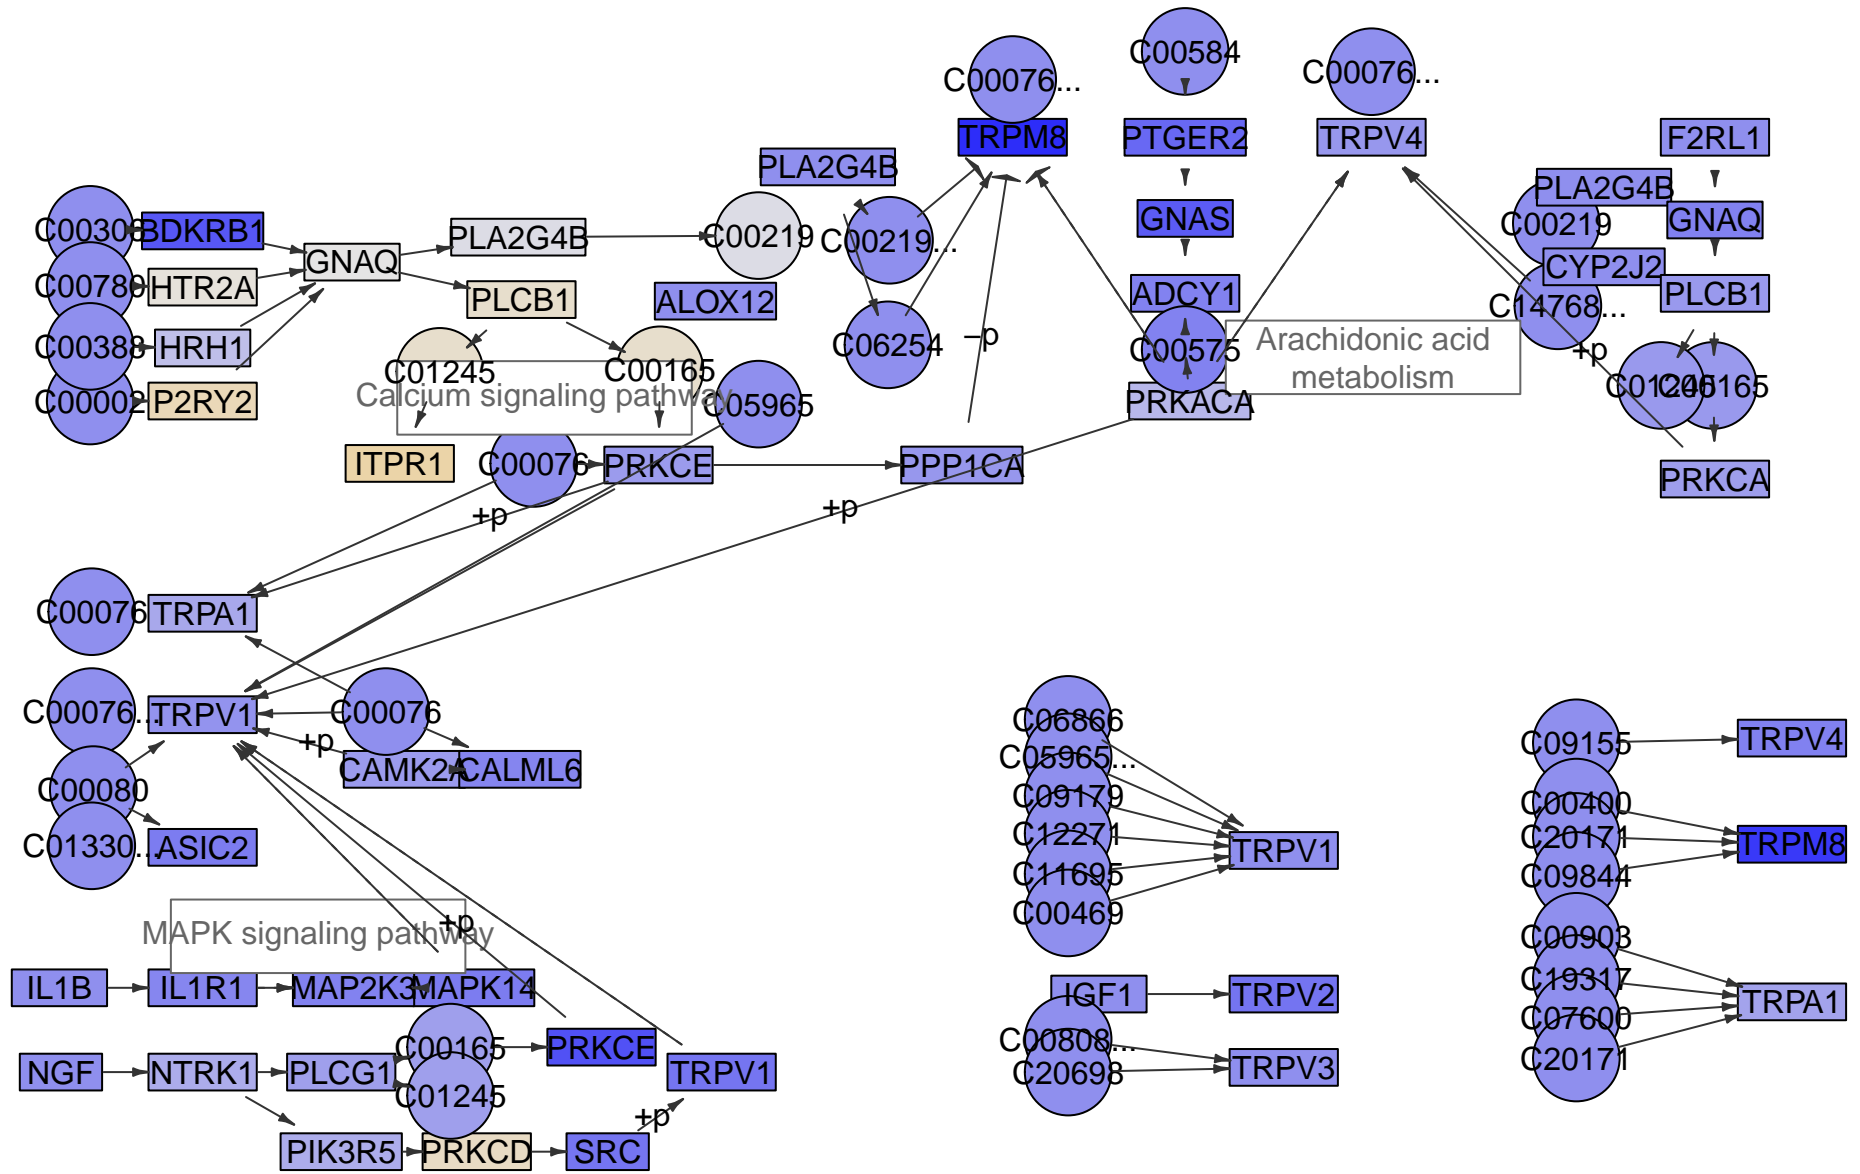 C00584
C00076...
C00076...
TRPM8
PTGER2
TRPV4
F2RL1
PLA2G4B
PLA2G4B
BDKRB1
GNAS
C00219
GNAQ
PLA2G4B
C00219
C00219...
GNAQ
CYP2J2
C00780
HTR2A
PLCB1
ALOX12
ADCY1
PLCB1
C14768...
C00388
HRH1
C06254
–p
C00575
Arachidonic acid
metabolism
+p
C01245
C00165
Calcium signaling pathway
C00002
P2RY2
C05965
PRKACA
C01245
C00165
ITPR1
C00076
PRKCE
PPP1CA
PRKCA
+p
+p
C00076
TRPA1
C00076...
TRPV1
C00076
+p
C00080
CAMK2A
CALML6
C01330...
ASIC2
C06866
C05965...
C09179
C12271
C11695
C00469
TRPV1
C09155
TRPV4
C00400
C20171
C09844
TRPM8
MAPK signaling pathway
+p
IL1B
IL1R1
MAP2K3
MAPK14
IGF1
TRPV2
C00903
C19317
C07600
C20171
TRPA1
C00165
PRKCE
C00808...
C20698
TRPV3
NGF
NTRK1
PLCG1
C01245
TRPV1
+p
PIK3R5
PRKCD
SRC